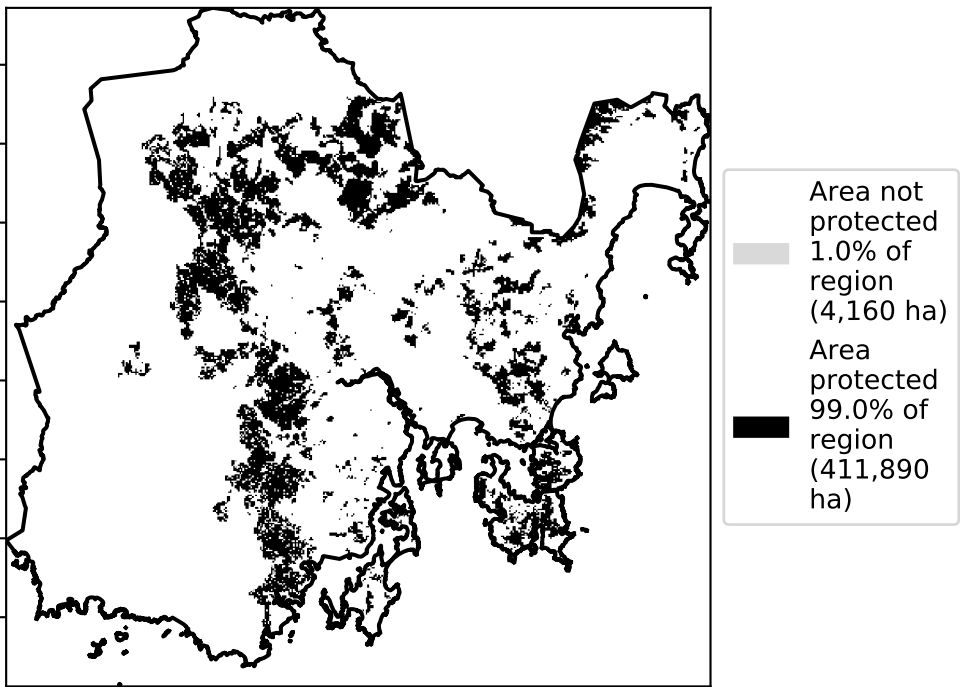 Area not
protected
1.0% of
region
(4,160 ha)
Area
protected
99.0% of
region
(411,890
ha)